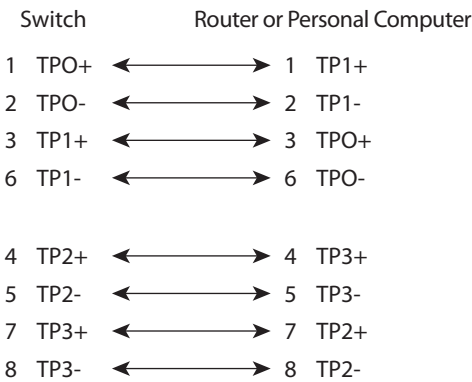 Switch Router or Personal Computer
1 TPO+ 1 TP1+
2 TPO- 2 TP1-
3 TP1+ 3 TPO+
6 TP1- 6 TPO-
4 TP2+ 4 TP3+
5 TP2- 5 TP3-
7 TP3+ 7 TP2+
8 TP3- 8 TP2-